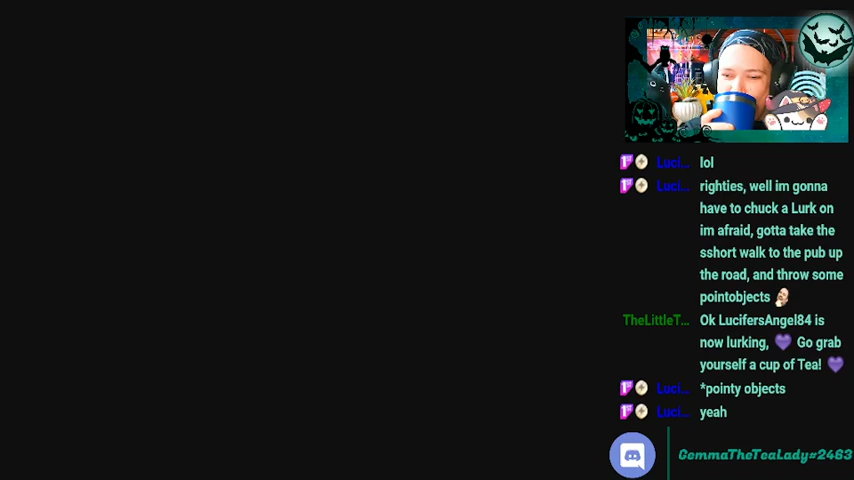 Luci... lol
Luci... righties, well im gonna
have to chuck a Lurk on
im afraid, gotta take the
sshort walk to the pub up
the road, and throw some
pointobjects
TheLittleT... Ok LucifersAngel84 is
now lurking, Go grab
yourself a cup of Tea!
Luci... *pointy objects
Luci... yeah
GemmaTheTeaLady#2463